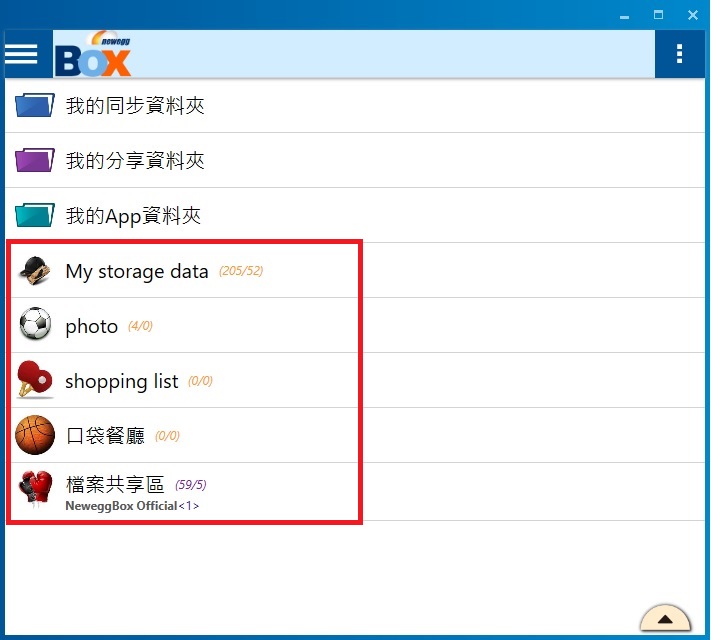 newegg
BOX
我的同步資料夾
我的分享資料夾
我的App資料夾
My storage data (205/52)
photo (4/0)
shopping list (0/0)
口袋餐廳 (0/0)
檔案共享區 (59/5)
NeweggBox Official<1>